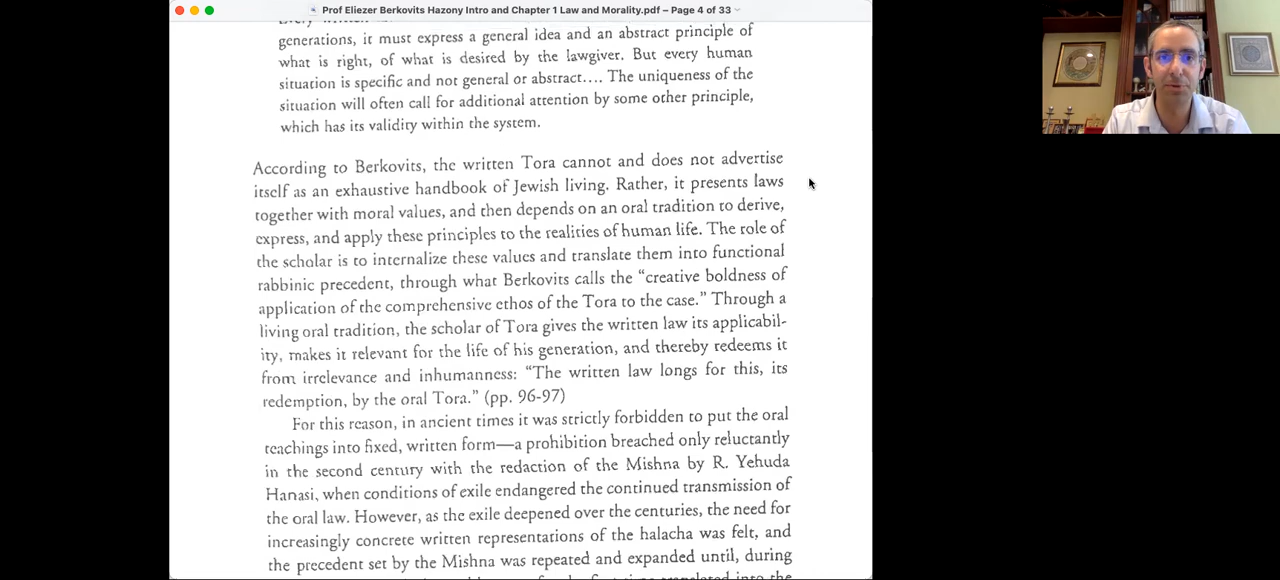 Prof Eliezer Berkovits Hazony Intro and Chapter 1 Law and Morality.pdf – Page 4 of 33
generations, it must express a general idea and an abstract principle of
what is right, of what is desired by the lawgiver. But every human
situation is specific and not general or abstract.... The uniqueness of the
situation will often call for additional attention by some other principle,
which has its validity within the system.
According to Berkovits, the written Tora cannot and does not advertise
itself as an exhaustive handbook of Jewish living. Rather, it presents laws
together with moral values, and then depends on an oral tradition to derive,
express, and apply these principles to the realities of human life. The role of
the scholar is to internalize these values and translate them into functional
rabbinic precedent, through what Berkovits calls the “creative boldness of
application of the comprehensive ethos of the Tora to the case.” Through a
living oral tradition, the scholar of Tora gives the written law its applicabil-
ity, makes it relevant for the life of his generation, and thereby redeems it
from irrelevance and inhumanness: “The written law longs for this, its
redemption, by the oral Tora.” (pp. 96-97)
For this reason, in ancient times it was strictly forbidden to put the oral
teachings into fixed, written form—a prohibition breached only reluctantly
in the second century with the redaction of the Mishna by R. Yehuda
Hanasi, when conditions of exile endangered the continued transmission of
the oral law. However, as the exile deepened over the centuries, the need for
increasingly concrete written representations of the halacha was felt, and
the precedent set by the Mishna was repeated and expanded until, during